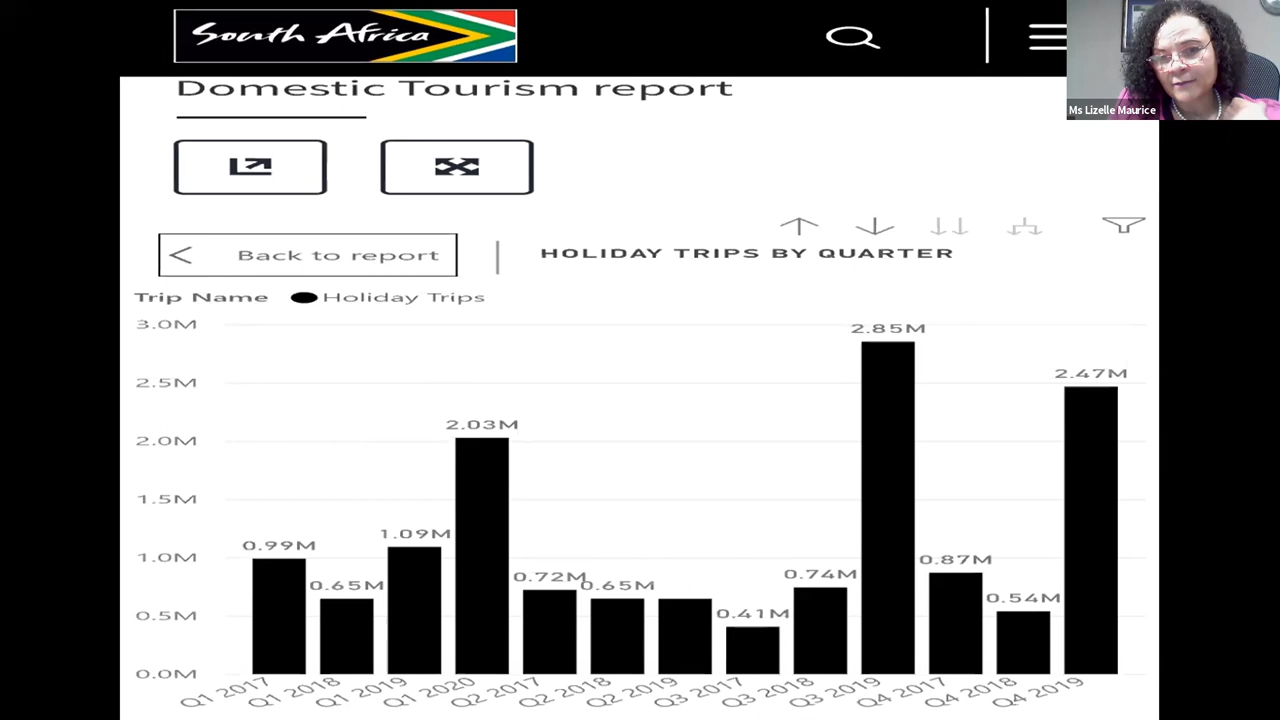 South Africa
Ms Lizelle Maurice
Domestic Tourism report
Back to report
HOLIDAY TRIPS BY QUARTER
Trip Name Holiday Trips
3.0M
2.5M
2.0M
1.5M
1.0M
0.5M
0.0M
0.99M
0.65M
1.09M
2.03M
0.72M
0.65M
0.41M
0.74M
2.85M
0.87M
0.54M
2.47M
Q1 2017
Q1 2018
Q1 2019
Q1 2020
Q2 2017
Q2 2018
Q2 2019
Q3 2017
Q3 2018
Q3 2019
Q4 2017
Q4 2018
Q4 2019